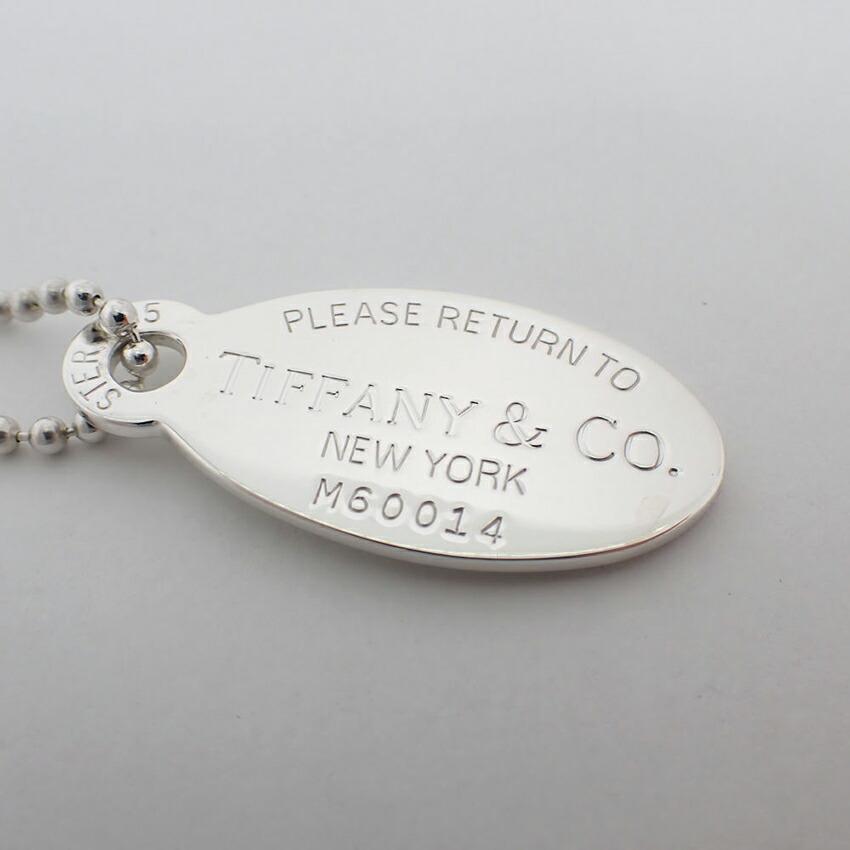 PLEASE RETURN TO
TIFFANY & CO.
NEW YORK
M60014